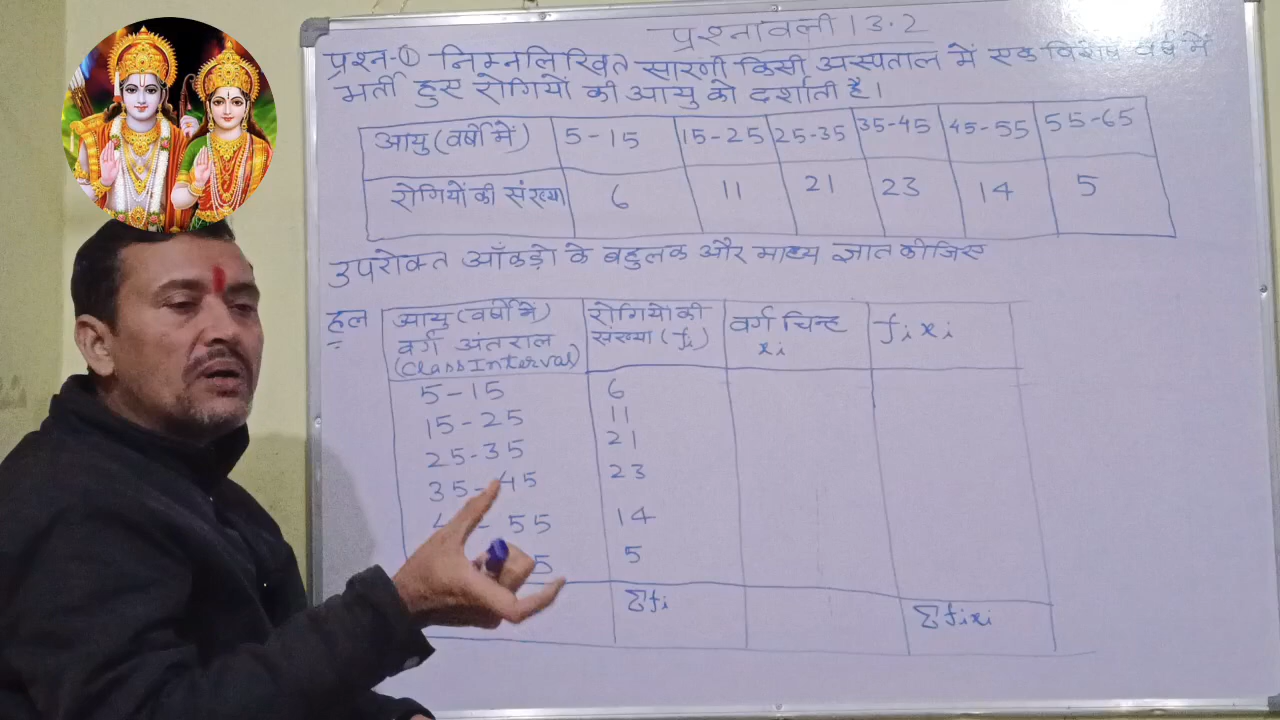 प्रश्नावली 13.2
प्रश्न-① निम्नलिखित सारणी किसी अस्पताल में एक विशेष वर्ष में
भर्ती हुए रोगियों की आयु को दर्शाती है।
आयु (वर्षो में) 5-15 15-25 25-35 35-45 45-55 55-65
रोगियों की संख्या 6 11 21 23 14 5
उपरोक्त आँकड़ो के बहुलक और माध्य ज्ञात कीजिए
हल
आयु (वर्षो में) रोगियों की वर्ग चिन्ह fixi
वर्ग अंतराल संख्या (fi) xi
(Class Interval)
5-15 6
15-25 11
25-35 21
35-45 23
- 55 14
5 5
Σfi Σfixi